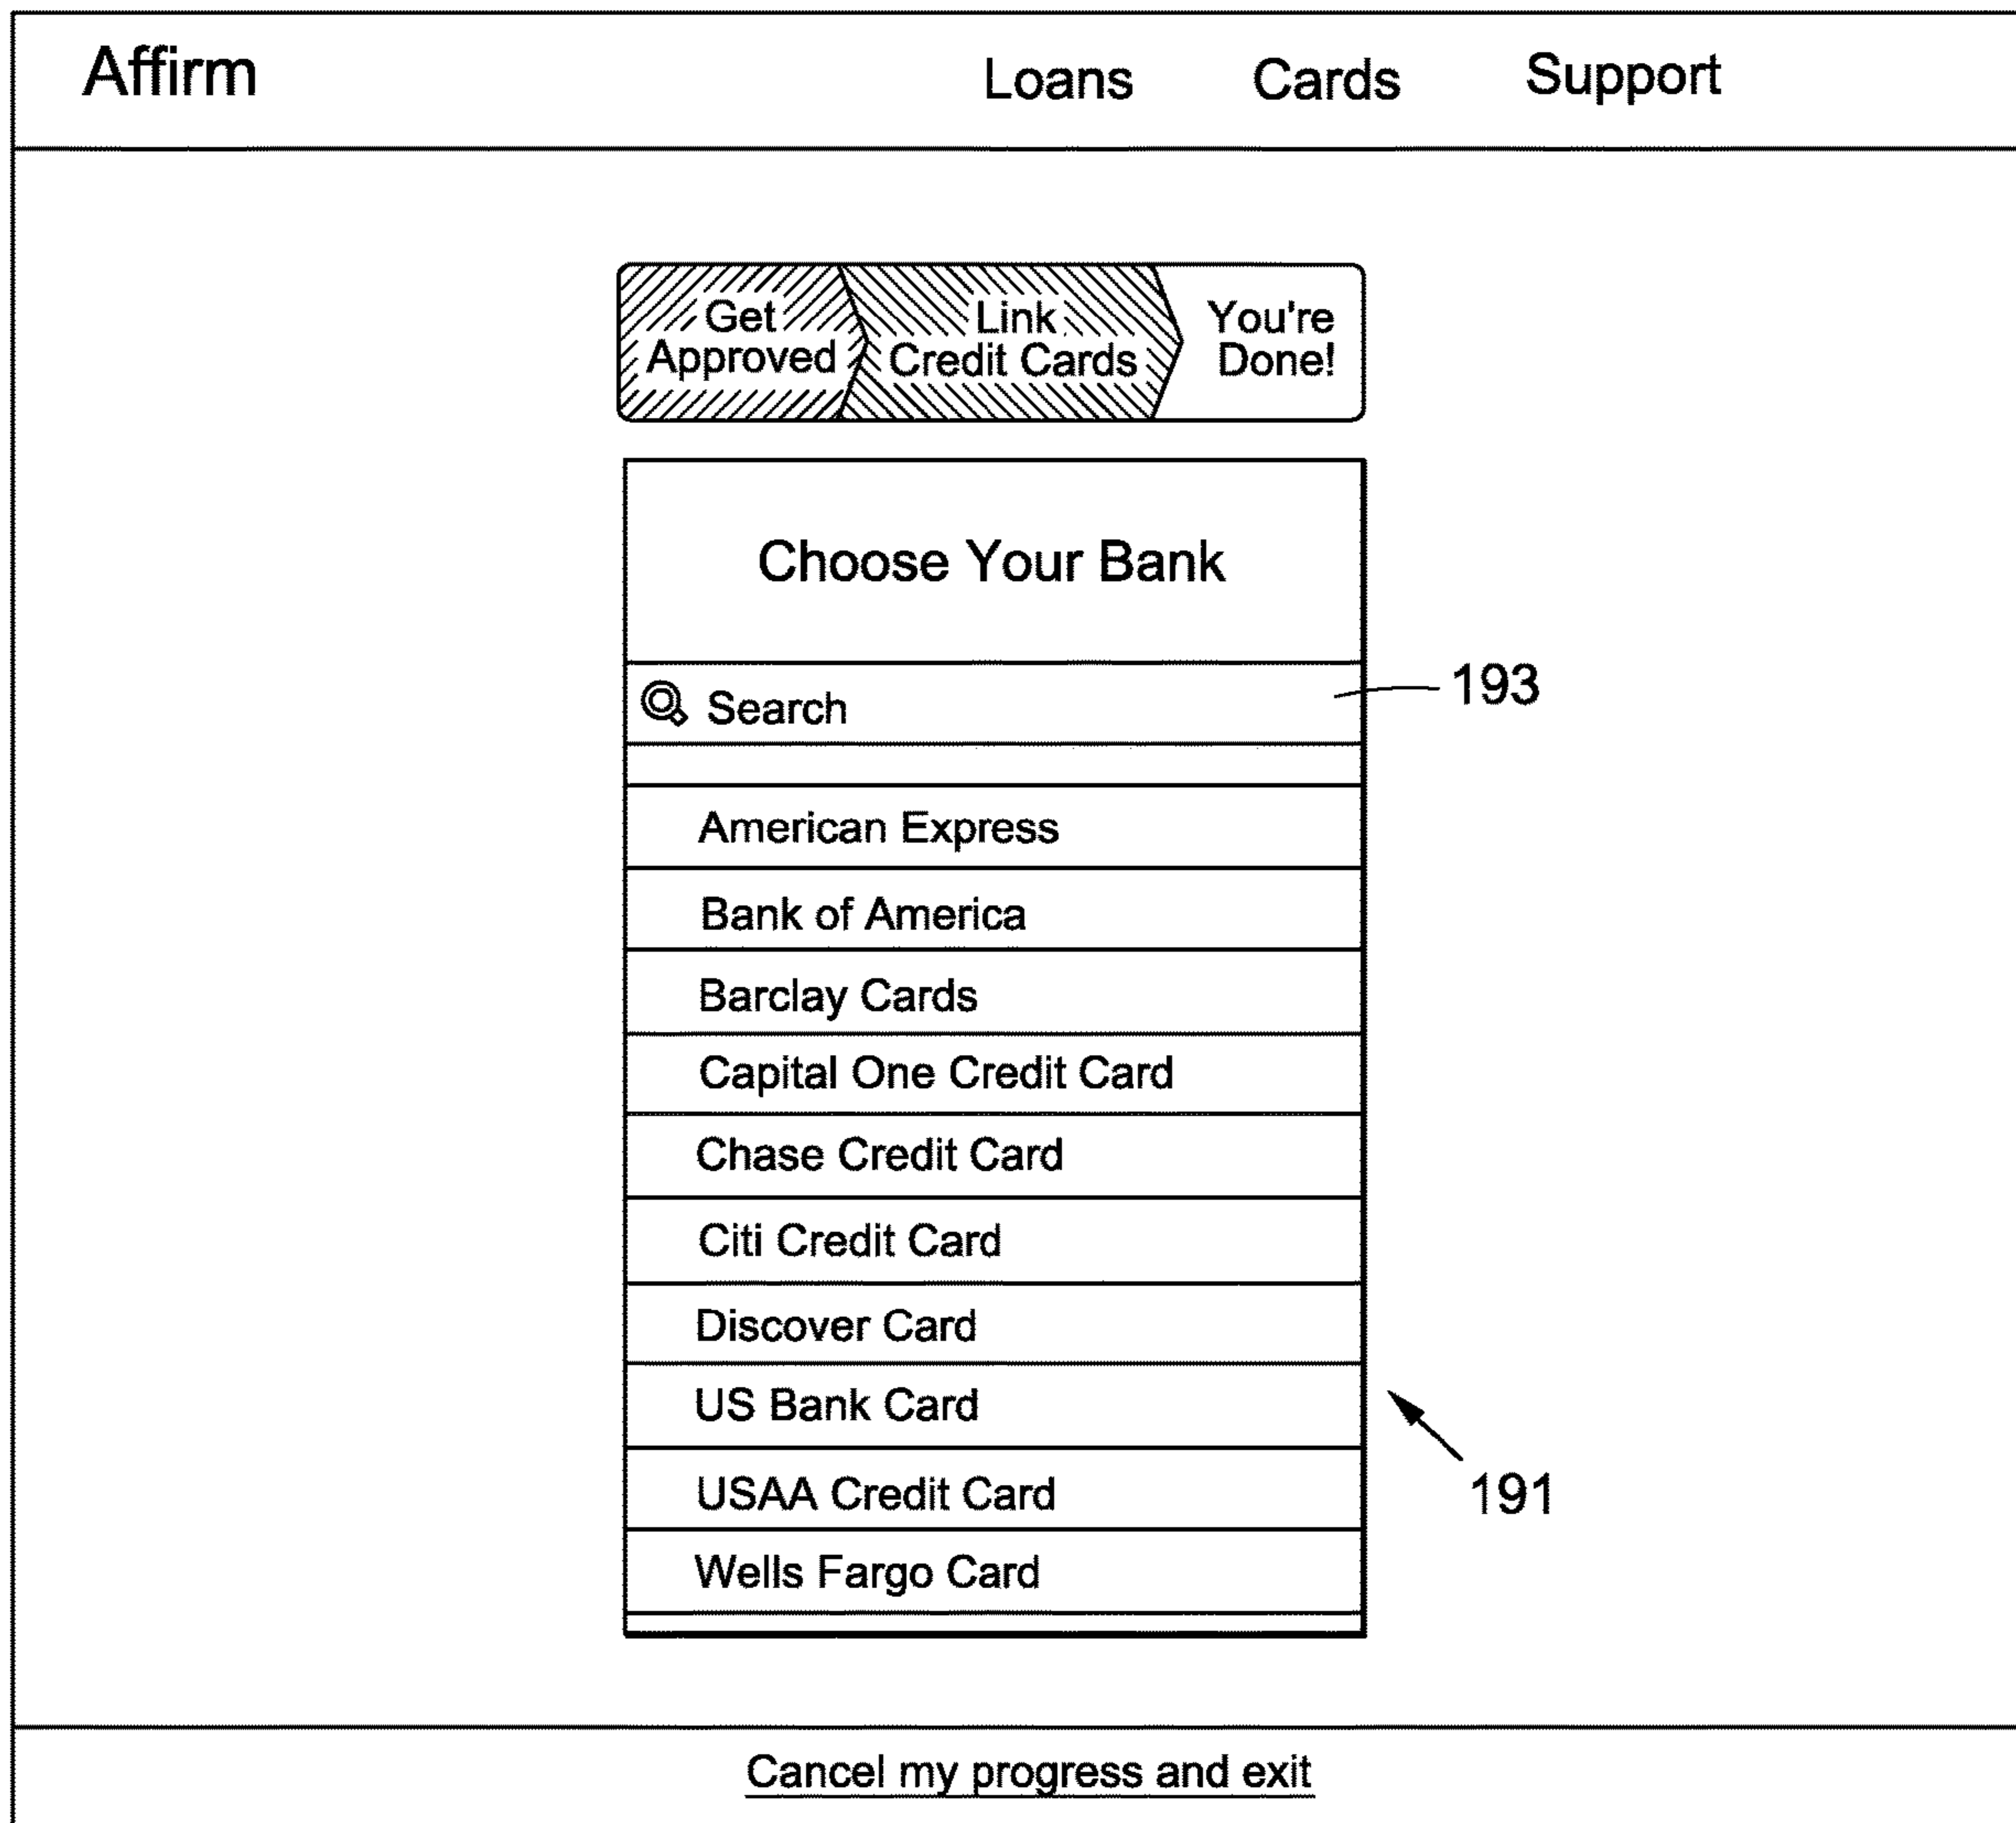 Affirm Loans Cards Support
Get Approved
Link Credit Cards
You're Done!
Choose Your Bank
Search
193
American Express
Bank of America
Barclay Cards
Capital One Credit Card
Chase Credit Card
Citi Credit Card
Discover Card
US Bank Card
USAA Credit Card
191
Wells Fargo Card
Cancel my progress and exit